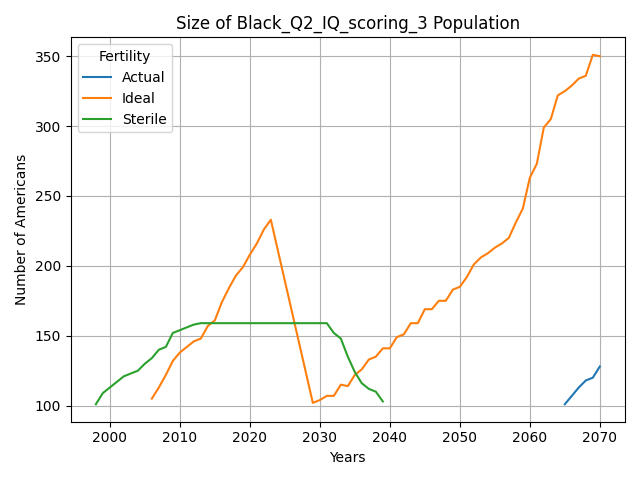 Size of Black_Q2_IQ_scoring_3 Population
Fertility
Actual
Ideal
Sterile
Number of Americans
350
300
250
200
150
100
2000 2010 2020 2030 2040 2050 2060 2070
Years